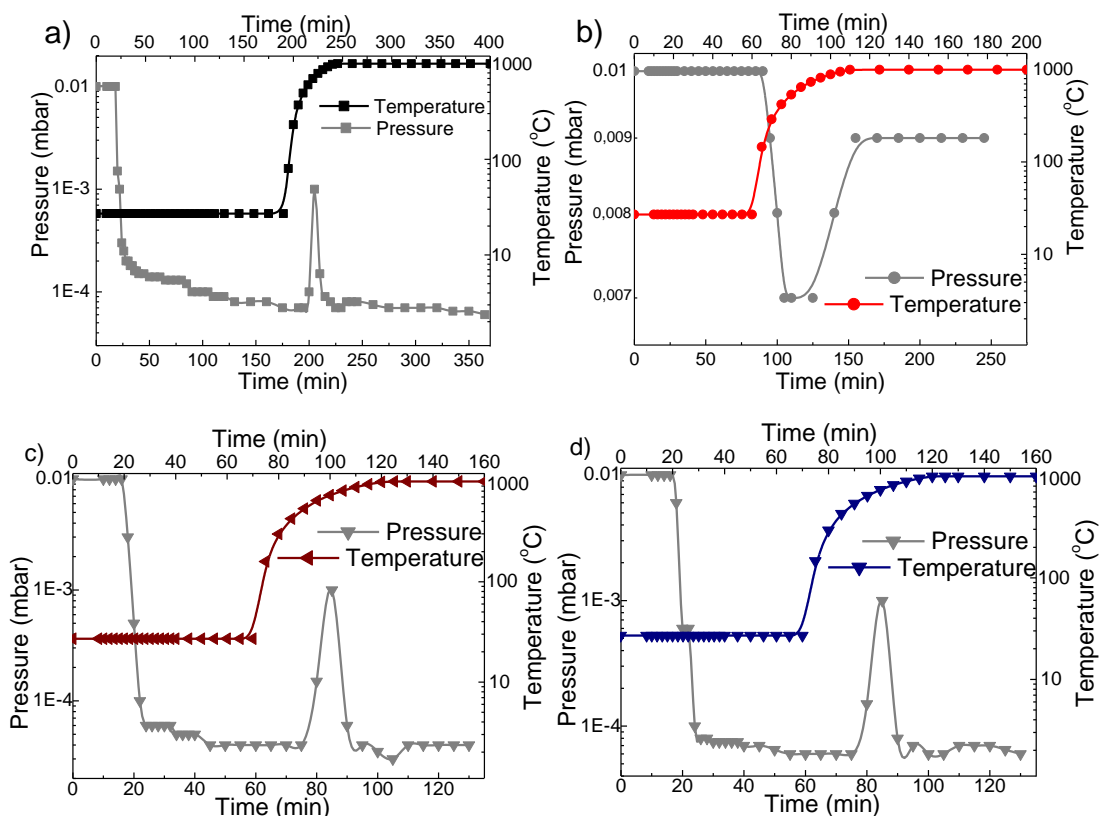 a)
Time (min)
0 50 100 150 200 250 300 350 400
0.01
1E-3
1E-4
Pressure (mbar)
Temperature
Pressure
1000
100
10
Temperature (°C)
0 50 100 150 200 250 300 350
Time (min)
b)
Time (min)
0 20 40 60 80 100 120 140 160 180 200
0.01
0.009
0.008
0.007
Pressure (mbar)
Pressure
Temperature
1000
100
10
Temperature (°C)
0 50 100 150 200 250
Time (min)
c)
Time (min)
0 20 40 60 80 100 120 140 160
0.01
1E-3
1E-4
Pressure (mbar)
Pressure
Temperature
1000
100
10
Temperature (°C)
0 20 40 60 80 100 120
Time (min)
d)
Time (min)
0 20 40 60 80 100 120 140 160
0.01
1E-3
1E-4
Pressure (mbar)
Pressure
Temperature
1000
100
10
Temperature (°C)
0 20 40 60 80 100 120
Time (min)